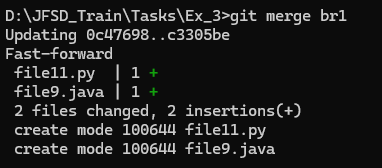 D:\JFSD_Train\Tasks\Ex_3>git merge br1
Updating 0c47698..c3305be
Fast-forward
 file11.py  | 1 +
 file9.java | 1 +
 2 files changed, 2 insertions(+)
 create mode 100644 file11.py
 create mode 100644 file9.java